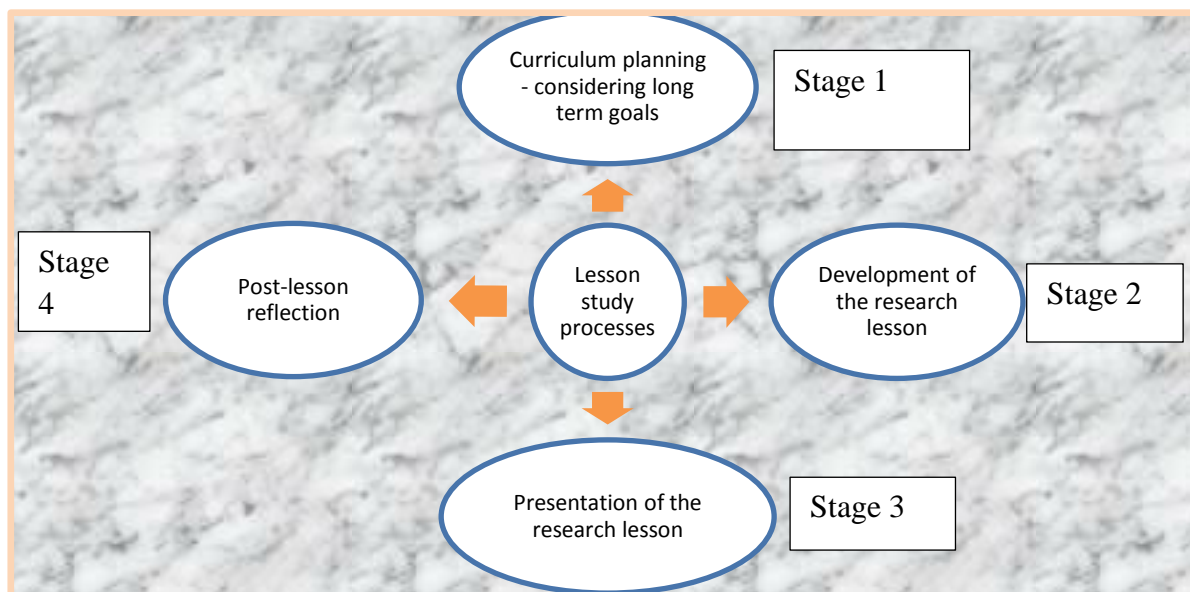 Curriculum planning
- considering long
term goals
Stage 1
Stage
4
Post-lesson
reflection
Lesson
study
processes
Development of
the research
lesson
Stage 2
Presentation of the
research lesson
Stage 3